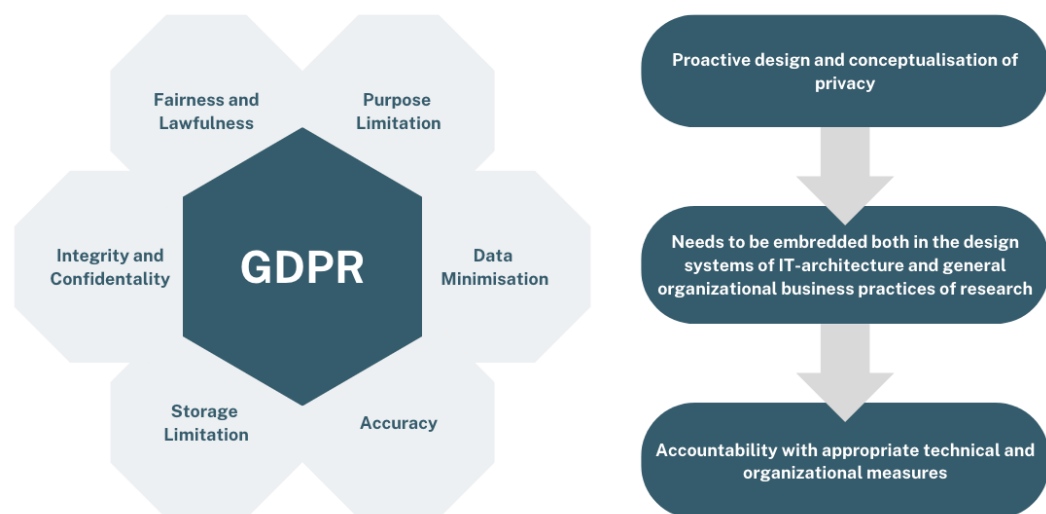 Fairness and
Lawfulness
Purpose
Limitation
Integrity and
Confidentality
GDPR
Data
Minimisation
Storage
Limitation
Accuracy
Proactive design and conceptualisation of
privacy
Needs to be embredded both in the design
systems of IT-architecture and general
organizational business practices of research
Accountability with appropriate technical and
organizational measures